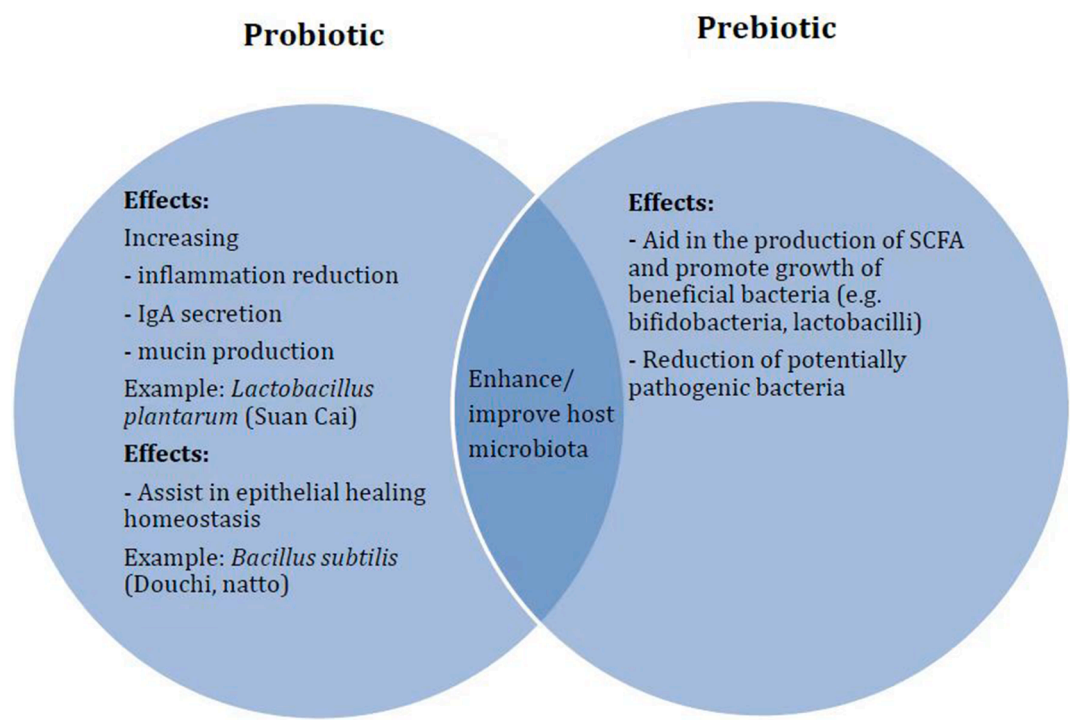 Probiotic
Prebiotic
Effects:
Increasing
- inflammation reduction
- IgA secretion
- mucin production
Example: Lactobacillus
plantarum (Suan Cai)
Effects:
- Assist in epithelial healing
homeostasis
Example: Bacillus subtilis
(Douchi, natto)
Enhance/
improve host
microbiota
Effects:
- Aid in the production of SCFA
and promote growth of
beneficial bacteria (e.g.
bifidobacteria, lactobacilli)
- Reduction of potentially
pathogenic bacteria